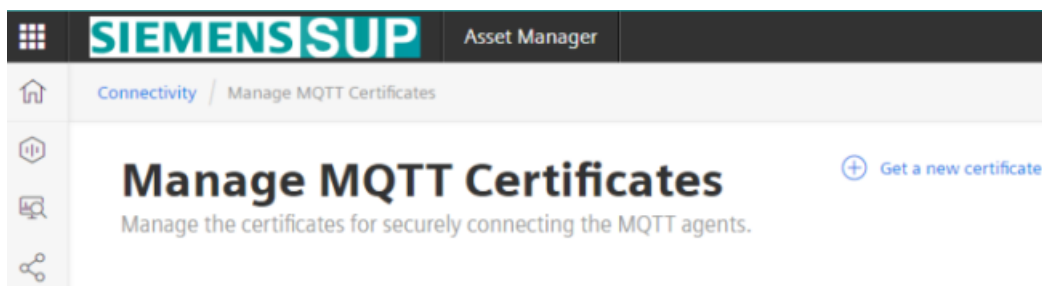 SIEMENS SUP Asset Manager
Connectivity / Manage MQTT Certificates
Manage MQTT Certificates
Get a new certificate
Manage the certificates for securely connecting the MQTT agents.